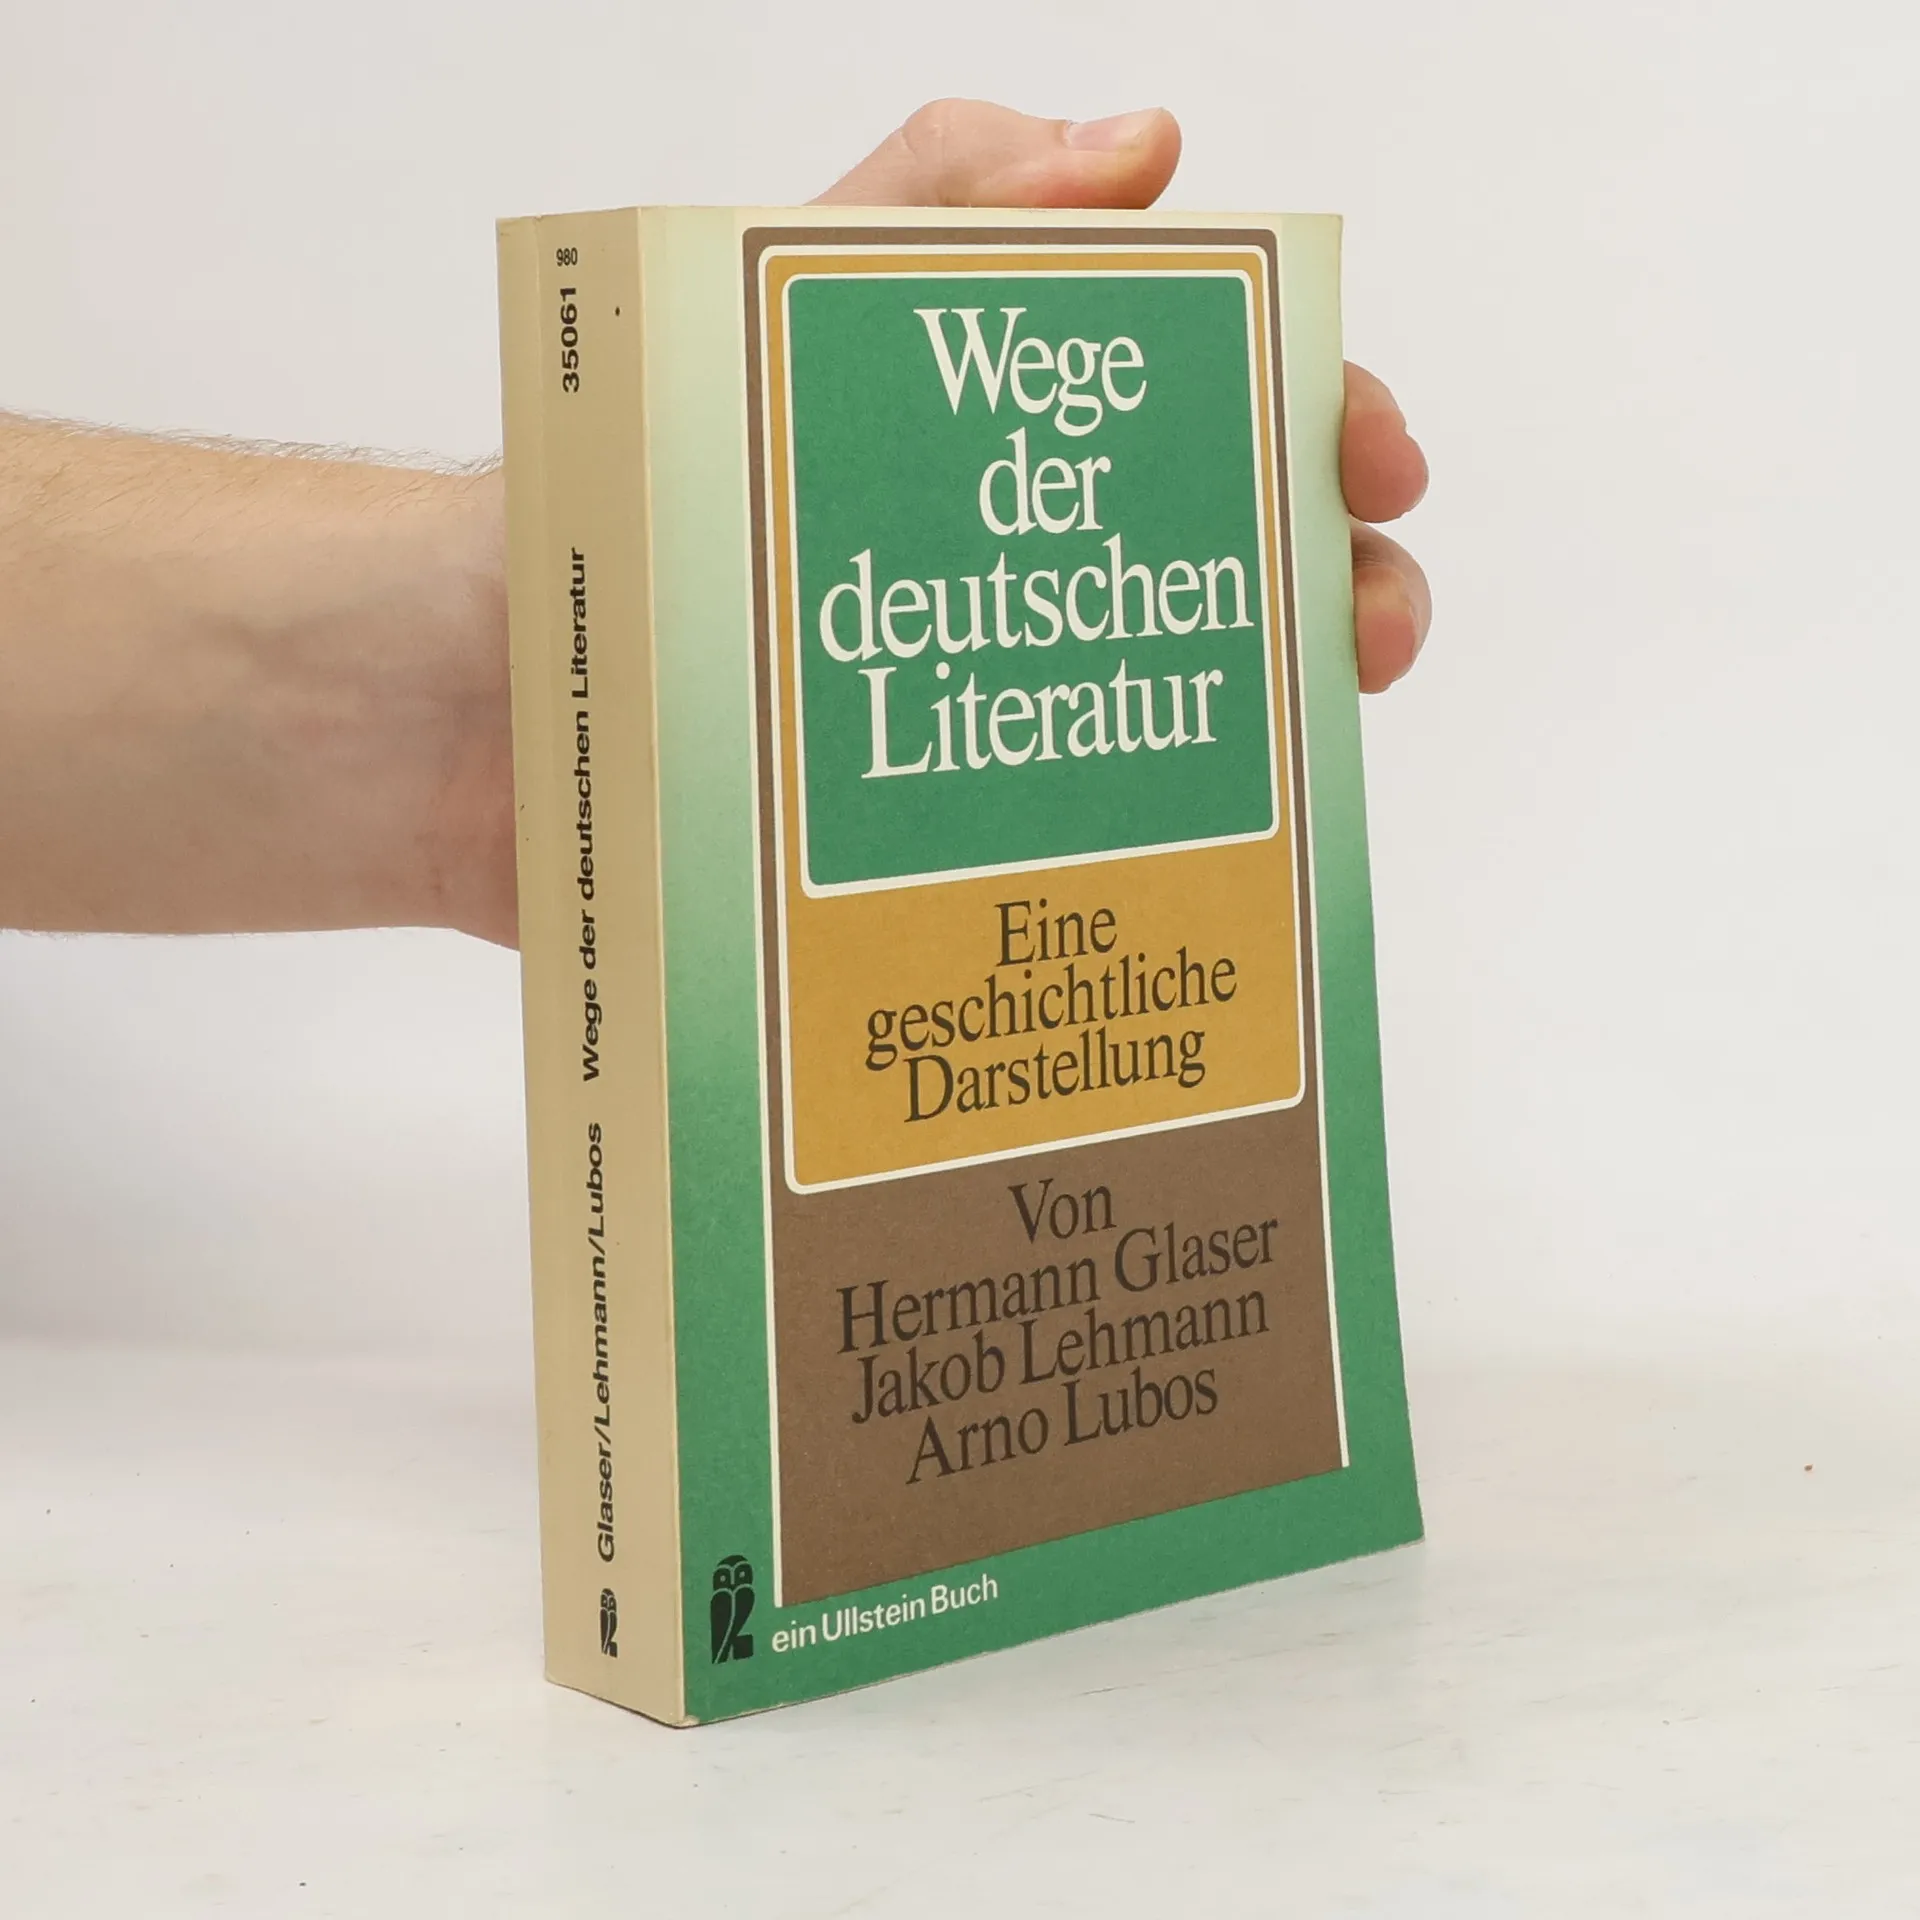 980
35061
Glaser/Lehmann/Lubos Wege der deutschen Literatur
Wege
der
deutschen
Literatur
Eine
geschichtliche
Darstellung
Von
Hermann Glaser
Jakob Lehmann
Arno Lubos
ein Ullstein Buch